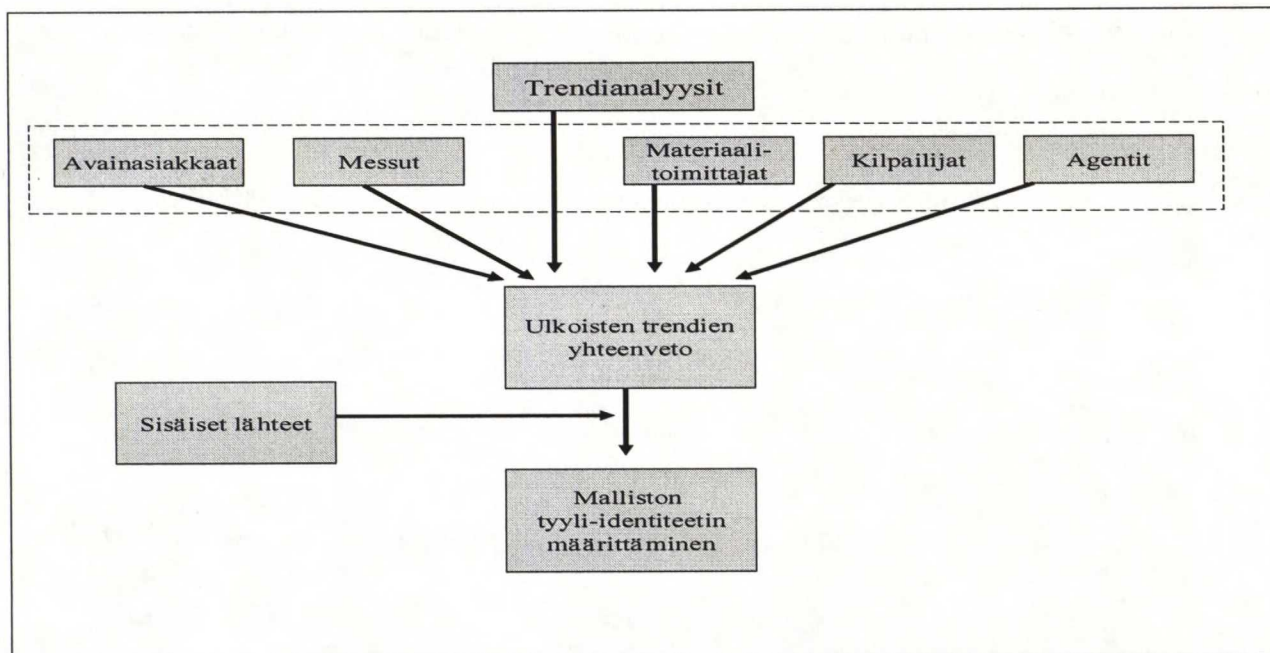 Trendianalyysit
Avainasiakkaat
Messut
Materiaali-
toimittajat
Kilpailijat
Agentit
Ulkoisten trendien
yhteenveto
Sisäiset lähteet
Malliston
tyyli-identiteetin
määrittäminen